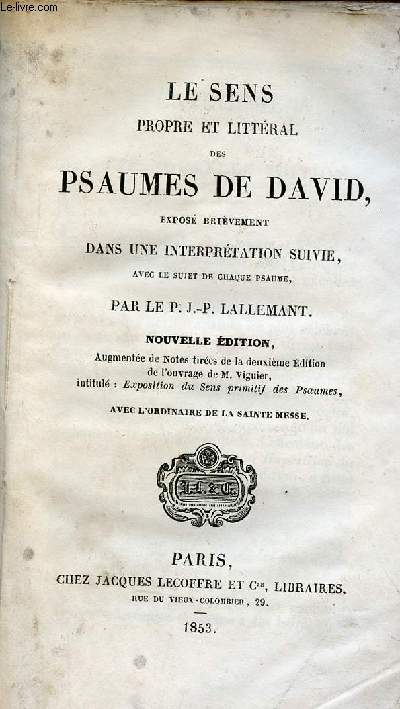 Le-livre.com
LE SENS
PROPRE ET LITTÉRAL
DES
PSAUMES DE DAVID,
EXPOSÉ BRIÈVEMENT
DANS UNE INTERPRÉTATION SUIVIE,
AVEC LE SUJET DE CHAQUE PSAUME,
PAR LE P. J.-P. LALLEMANT.
NOUVELLE ÉDITION,
Augmentée de Notes tirées de la deuxième Édition
de l'ouvrage de M. Viguier,
intitulé : Exposition du Sens primitif des Psaumes,
AVEC L'ORDINAIRE DE LA SAINTE MESSE.
J.L.&C.
PARIS,
CHEZ JACQUES LECOFFRE ET Cie, LIBRAIRES.
RUE DU VIEUX-COLOMBIER, 29.
1853.